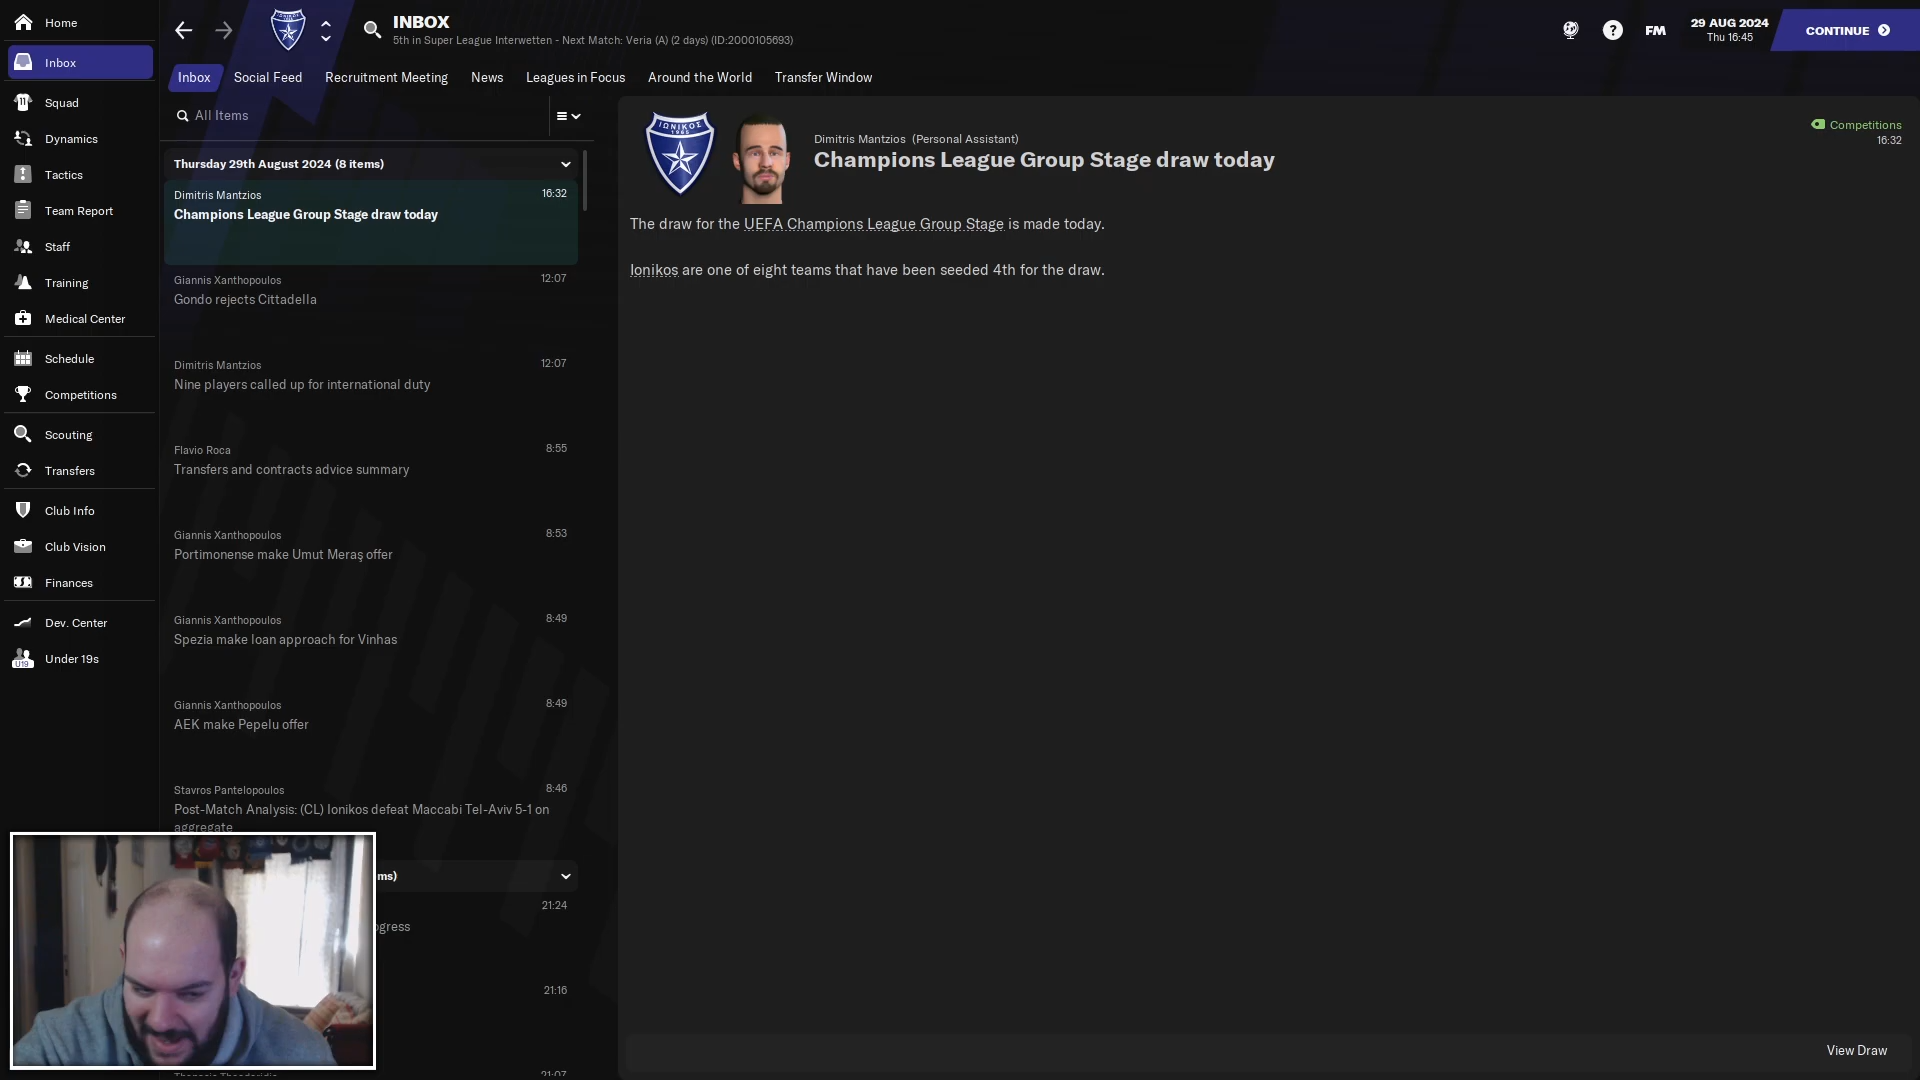 Home
Inbox
Squad
Dynamics
Tactics
Team Report
Staff
Training
Medical Center
Schedule
Competitions
Scouting
Transfers
Club Info
Club Vision
Finances
Dev. Center
U19
Under 19s
INBOX
5th in Super League Interwetten - Next Match: Veria (A) (2 days) (ID:2000105693)
FM
29 AUG 2024
Thu 16:45
CONTINUE
Inbox
Social Feed
Recruitment Meeting
News
Leagues in Focus
Around the World
Transfer Window
All Items
Thursday 29th August 2024 (8 items)
Dimitris Mantzios 16:32
Champions League Group Stage draw today
Giannis Xanthopoulos 12:07
Gondo rejects Cittadella
Dimitris Mantzios 12:07
Nine players called up for international duty
Flavio Roca 8:55
Transfers and contracts advice summary
Giannis Xanthopoulos 8:53
Portimonense make Umut Meraş offer
Giannis Xanthopoulos 8:49
Spezia make loan approach for Vinhas
Giannis Xanthopoulos 8:49
AEK make Pepelu offer
Stavros Pantelopoulos 8:46
Post-Match Analysis: (CL) Ionikos defeat Maccabi Tel-Aviv 5-1 on
aggregate
ms)
21:24
ogress
21:16
21:07
ΙΩΝΙΚΟΣ
1965
Dimitris Mantzios (Personal Assistant)
Champions League Group Stage draw today
Competitions
16:32
The draw for the UEFA Champions League Group Stage is made today.
Ionikos are one of eight teams that have been seeded 4th for the draw.
View Draw